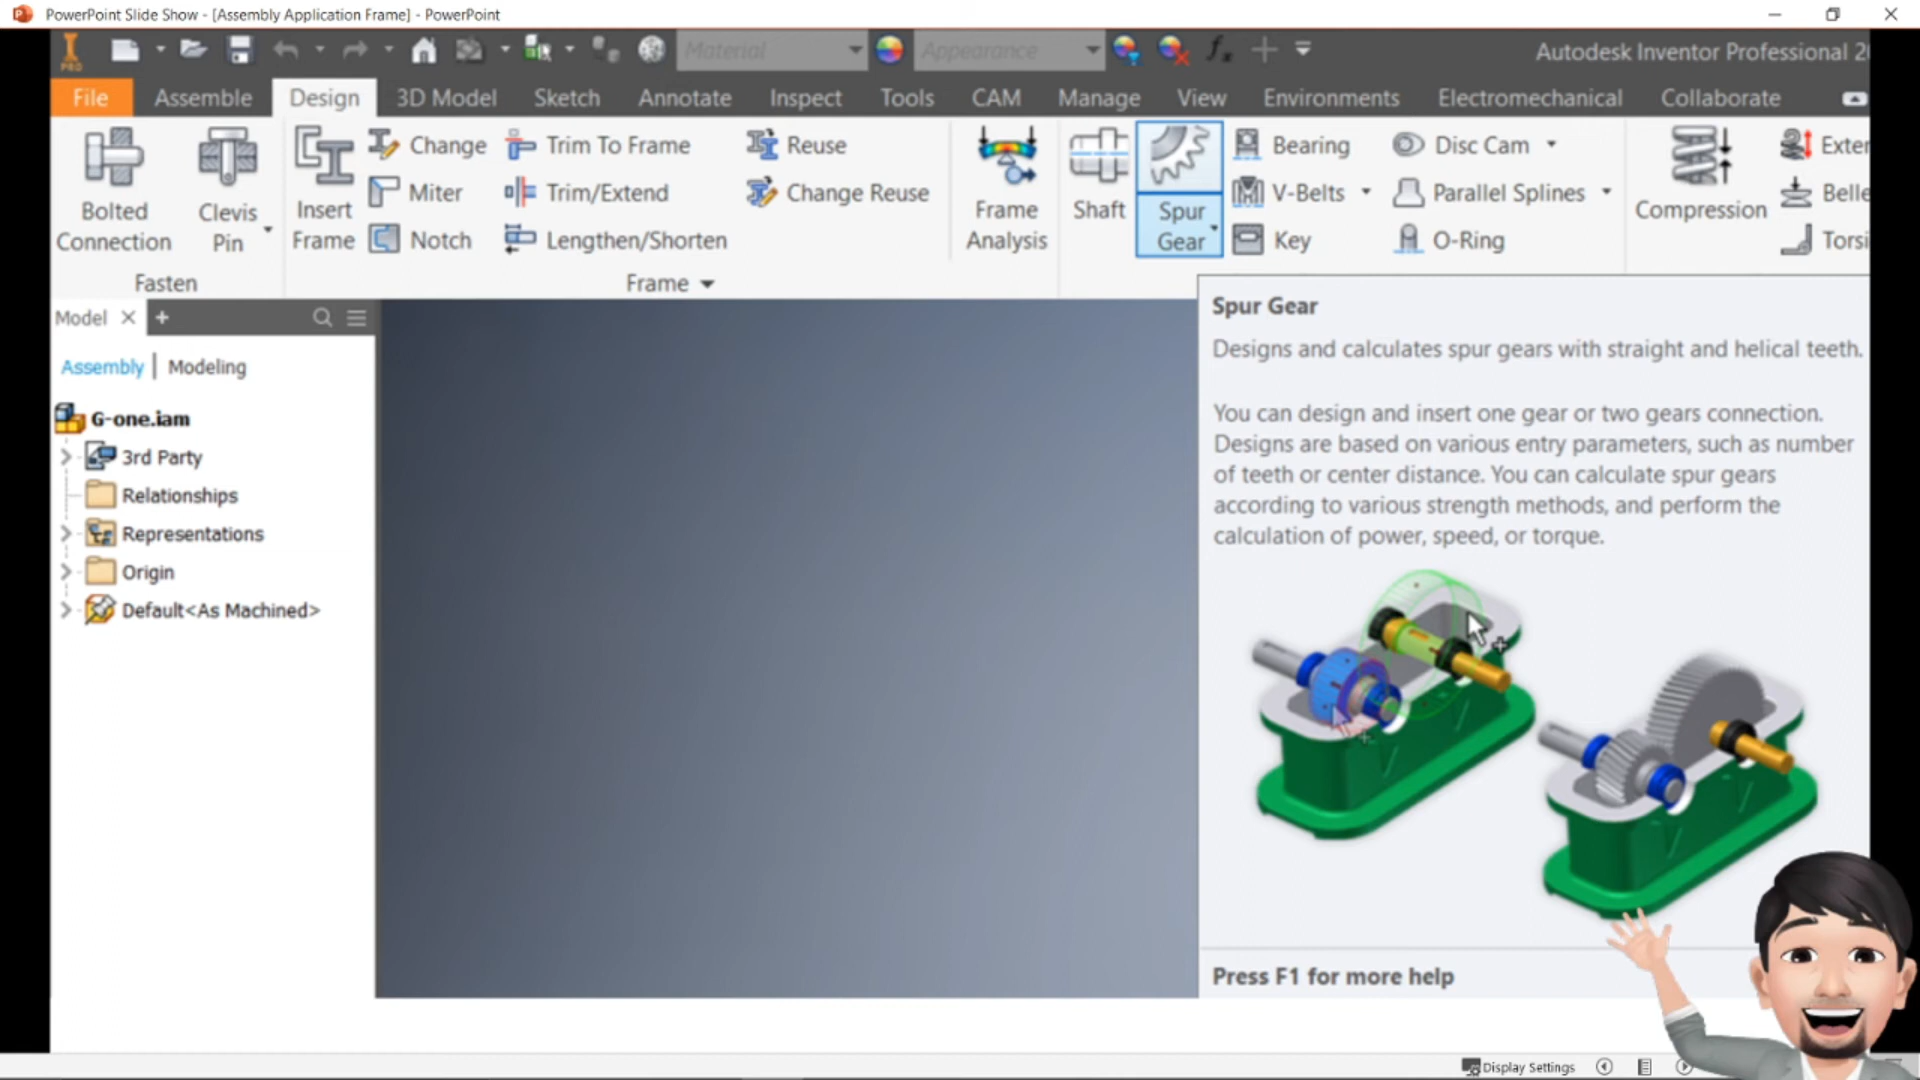 PowerPoint Slide Show - [Assembly Application Frame] - PowerPoint
PRO
Material
Appearance
Autodesk Inventor Professional
File
Assemble
Design
3D Model
Sketch
Annotate
Inspect
Tools
CAM
Manage
View
Environments
Electromechanical
Collaborate
Bolted
Connection
Clevis
Pin
Insert
Frame
Change
Miter
Notch
Trim To Frame
Trim/Extend
Lengthen/Shorten
Reuse
Change Reuse
Frame
Analysis
Shaft
Spur
Gear
Bearing
V-Belts
Key
Disc Cam
Parallel Splines
O-Ring
Compression
Fasten
Frame
Model
Assembly | Modeling
G-one.iam
3rd Party
Relationships
Representations
Origin
Default<As Machined>
Spur Gear
Designs and calculates spur gears with straight and helical teeth.
You can design and insert one gear or two gears connection.
Designs are based on various entry parameters, such as number
of teeth or center distance. You can calculate spur gears
according to various strength methods, and perform the
calculation of power, speed, or torque.
Press F1 for more help
Display Settings